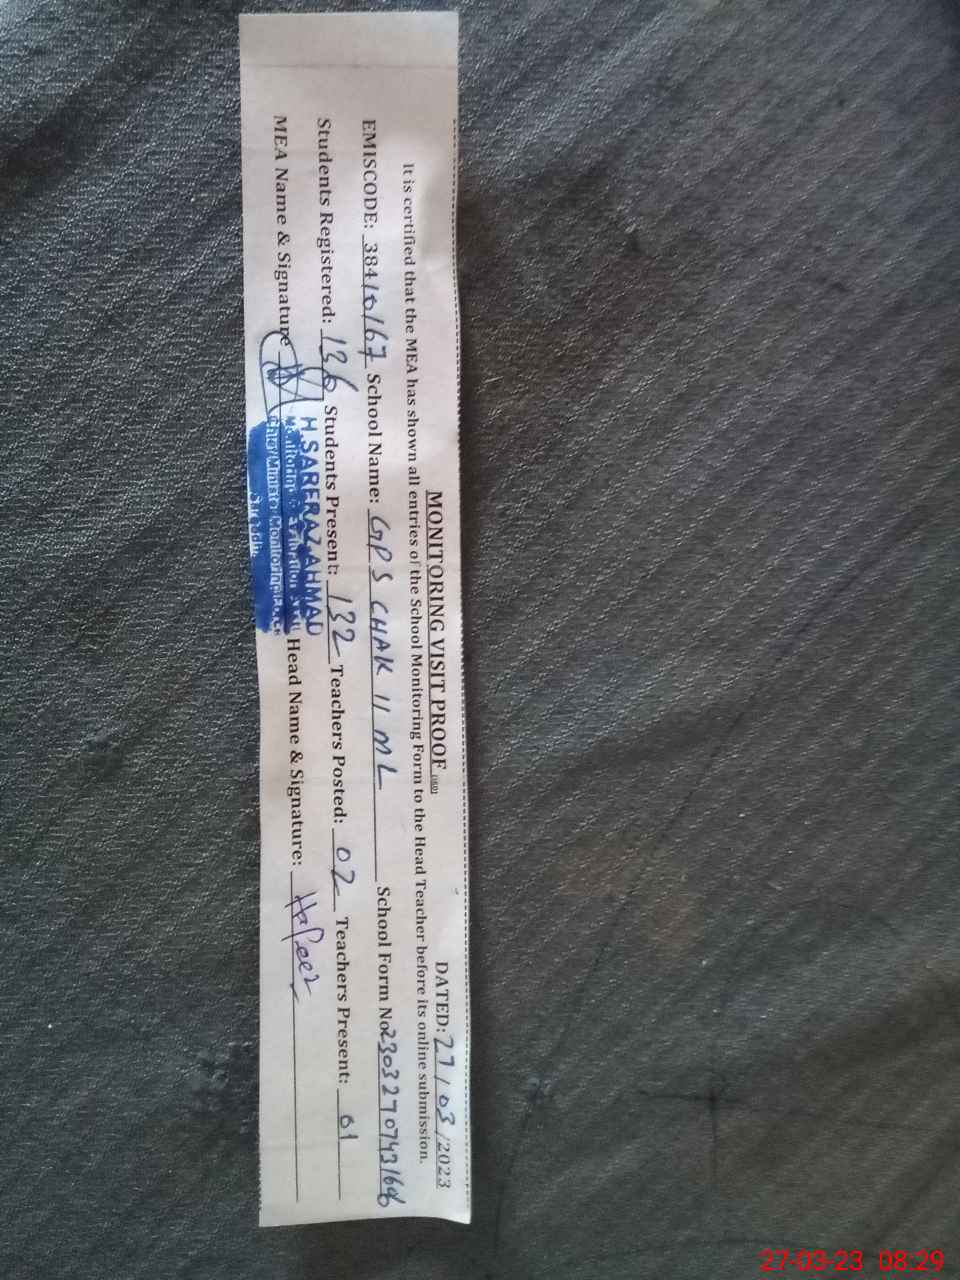 MONITORING VISIT PROOF DATED: 27/03/2023
It is certified that the MEA has shown all entries of the School Monitoring Form to the Head Teacher before its online submission.
EMISCODE: 38410167 School Name: GPS CHAK 11 ML School Form No
Students Registered: 136 Students Present: 132 Teachers Posted: 02 Teachers Present: 01
MEA Name & Signature Head Name & Signature:
H.SARFRAZ AHMAD
27-03-23 08:29